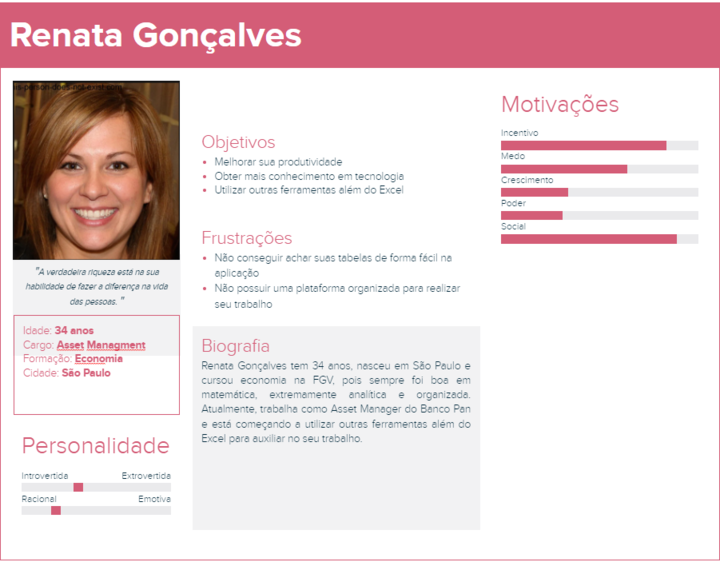 Renata Gonçalves
"A verdadeira riqueza está na sua
habilidade de fazer a diferença na vida
das pessoas. "
Idade: 34 anos
Cargo: Asset Managment
Formação: Economia
Cidade: São Paulo
Personalidade
Introvertida Extrovertida
Racional Emotiva
Objetivos
• Melhorar sua produtividade
• Obter mais conhecimento em tecnologia
• Utilizar outras ferramentas além do Excel
Frustrações
• Não conseguir achar suas tabelas de forma fácil na
aplicação
• Não possuir uma plataforma organizada para realizar
seu trabalho
Biografia
Renata Gonçalves tem 34 anos, nasceu em São Paulo e
cursou economia na FGV, pois sempre foi boa em
matemática, extremamente analítica e organizada.
Atualmente, trabalha como Asset Manager do Banco Pan
e está começando a utilizar outras ferramentas além do
Excel para auxiliar no seu trabalho.
Motivações
Incentivo
Medo
Crescimento
Poder
Social